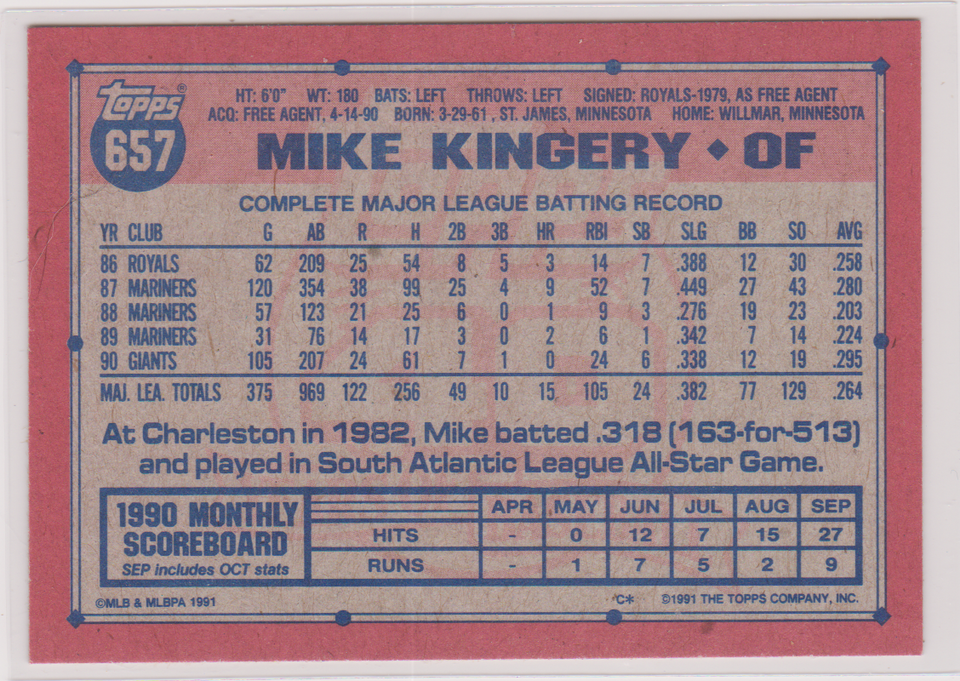 topps®
657
HT: 6'0" WT: 180 BATS: LEFT THROWS: LEFT SIGNED: ROYALS-1979, AS FREE AGENT
ACQ: FREE AGENT, 4-14-90 BORN: 3-29-61, ST. JAMES, MINNESOTA HOME: WILLMAR, MINNESOTA
MIKE KINGERY ◆ OF
COMPLETE MAJOR LEAGUE BATTING RECORD
YR CLUB G AB R H 2B 3B HR RBI SB SLG BB SO AVG
86 ROYALS 62 209 25 54 8 5 3 14 7 .388 12 30 .258
87 MARINERS 120 354 38 99 25 4 9 52 7 .449 27 43 .280
88 MARINERS 57 123 21 25 6 0 1 9 3 .276 19 23 .203
89 MARINERS 31 76 14 17 3 0 2 6 1 .342 7 14 .224
90 GIANTS 105 207 24 61 7 1 0 24 6 .338 12 19 .295
MAJ. LEA. TOTALS 375 969 122 256 49 10 15 105 24 .382 77 129 .264
At Charleston in 1982, Mike batted .318 (163-for-513)
and played in South Atlantic League All-Star Game.
1990 MONTHLY
SCOREBOARD
SEP includes OCT stats
APR MAY JUN JUL AUG SEP
HITS - 0 12 7 15 27
RUNS - 1 7 5 2 9
©MLB & MLBPA 1991 C* ©1991 THE TOPPS COMPANY, INC.